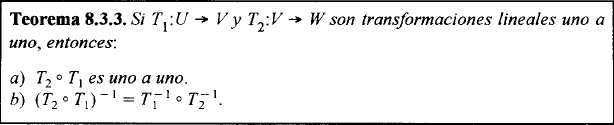 Teorema 8.3.3. Si T₁:U → V y T₂:V → W son transformaciones lineales uno a
uno, entonces:
a) T₂ ∘ T₁ es uno a uno.
b) (T₂ ∘ T₁)⁻¹ = T₁⁻¹ ∘ T₂⁻¹.